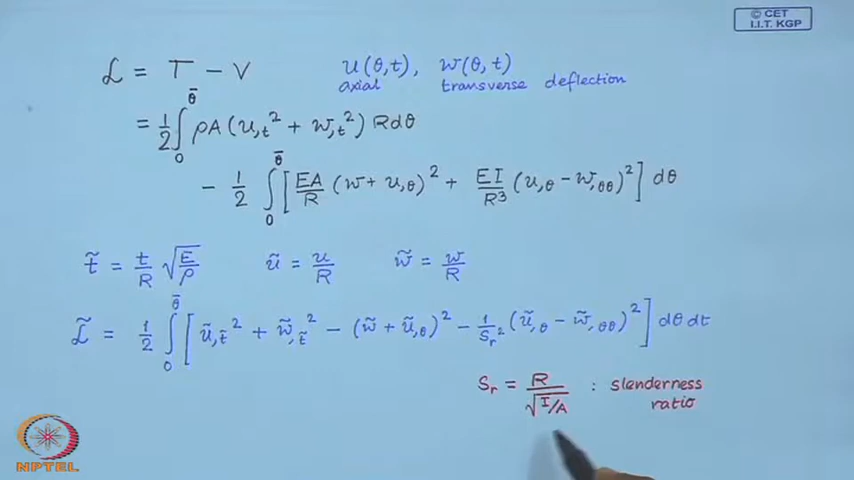 © CET
I.I.T. KGP
ℒ = T − V    u(θ,t), w(θ,t)
axial    transverse deflection
= 1/2 ∫₀^θ̄ ρA (u,t² + w,t²) R dθ
− 1/2 ∫₀^θ̄ [EA/R (w + u,θ)² + EI/R³ (u,θ − w,θθ)²] dθ
t̃ = t/R √(E/ρ)    ũ = u/R    w̃ = w/R
ℒ̃ = 1/2 ∫₀^θ̄ [ũ,t̃² + w̃,t̃² − (w̃ + ũ,θ)² − 1/Sr² (ũ,θ − w̃,θθ)²] dθ dt
Sr = R/√(I/A) : slenderness
ratio
NPTEL